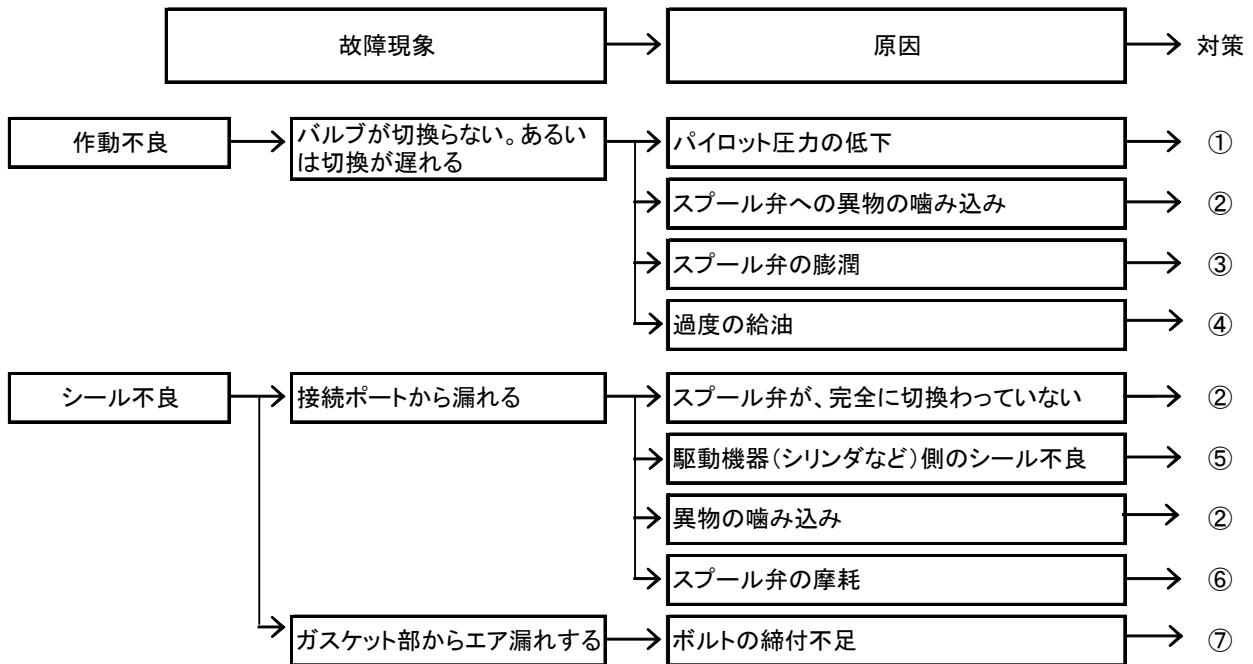 故障現象
原因
対策
作動不良
バルブが切換らない。あるい
は切換が遅れる
パイロット圧力の低下
①
スプール弁への異物の噛み込み
②
スプール弁の膨潤
③
過度の給油
④
シール不良
接続ポートから漏れる
スプール弁が、完全に切換わっていない
②
駆動機器(シリンダなど)側のシール不良
⑤
異物の噛み込み
②
スプール弁の摩耗
⑥
ガスケット部からエア漏れする
ボルトの締付不足
⑦